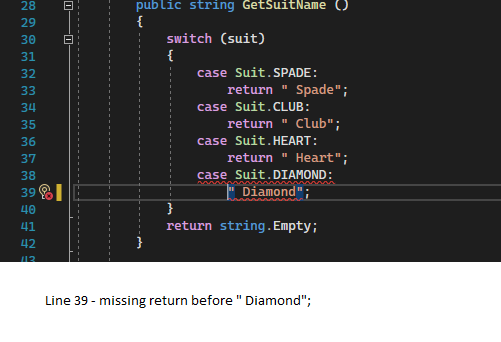 28 public string GetSuitName ()
29 {
30 switch (suit)
31 {
32 case Suit.SPADE:
33 return " Spade";
34 case Suit.CLUB:
35 return " Club";
36 case Suit.HEART:
37 return " Heart";
38 case Suit.DIAMOND:
39 " Diamond";
40 }
41 return string.Empty;
42 }
43
Line 39 - missing return before " Diamond";